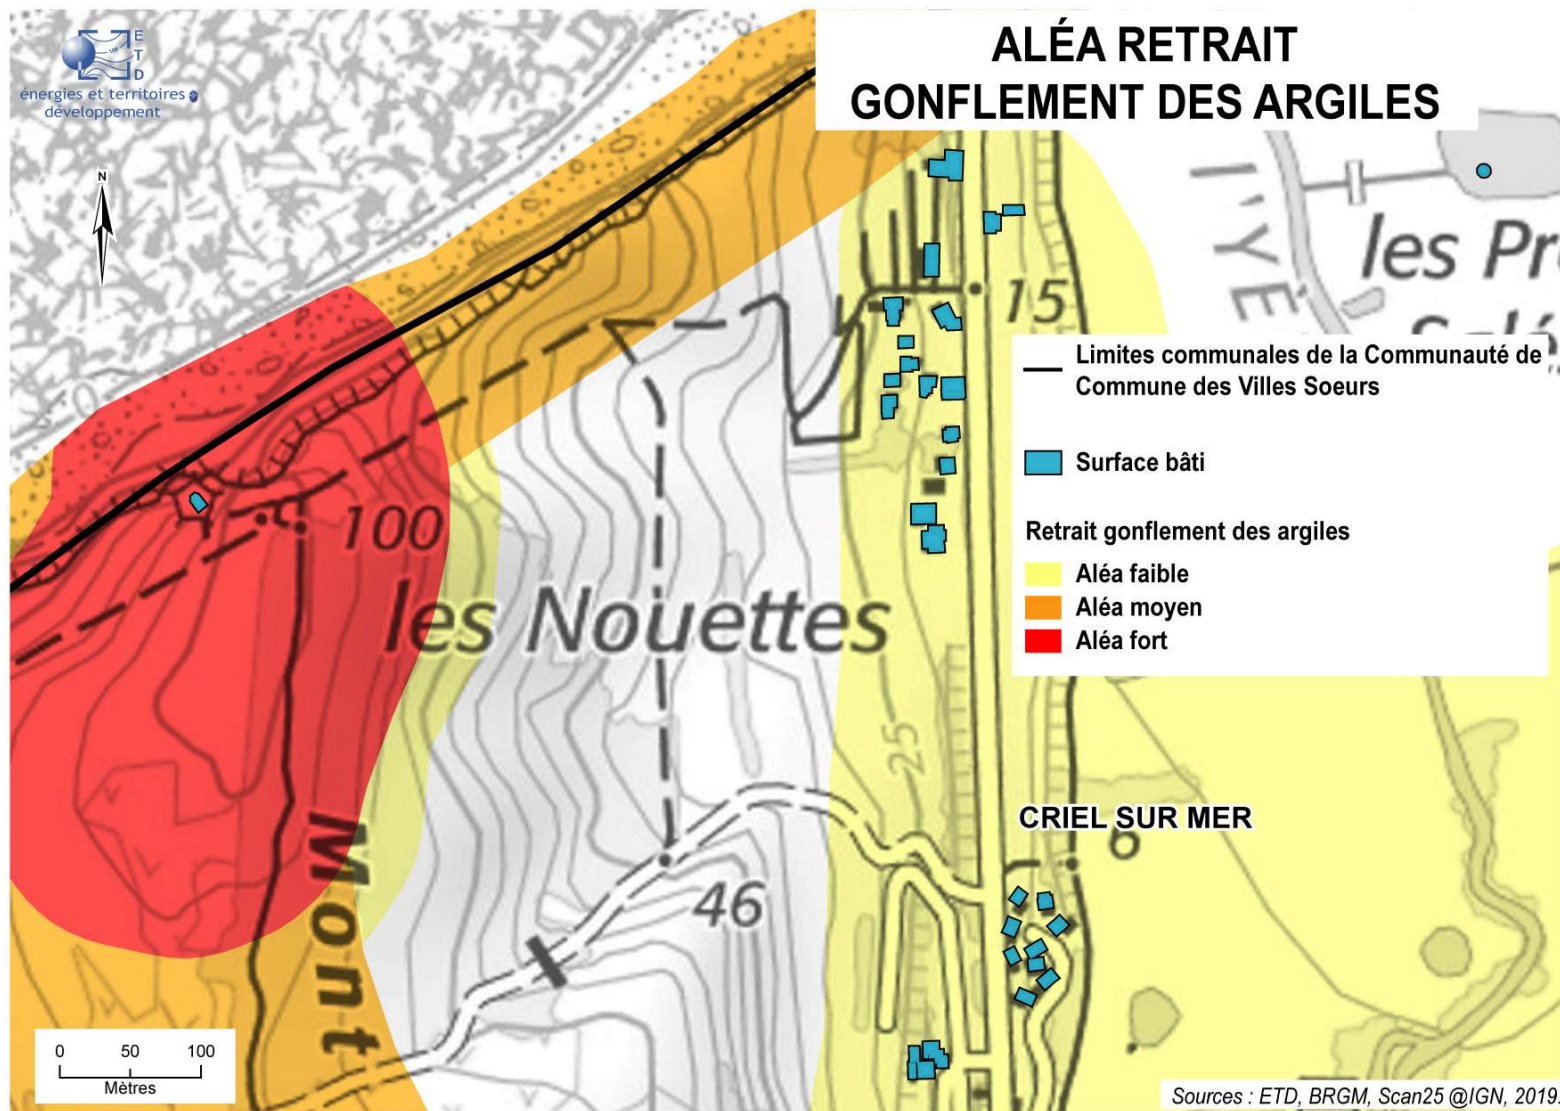 ALÉA RETRAIT
GONFLEMENT DES ARGILES
E
T
D
énergies et territoires
développement
N
les Pr
15
Limites communales de la Communauté de
Commune des Villes Soeurs
Surface bâti
Retrait gonflement des argiles
Aléa faible
Aléa moyen
Aléa fort
100
les Nouettes
25
Mont
CRIEL SUR MER
46
0 50 100
Mètres
Sources : ETD, BRGM, Scan25 @IGN, 2019.